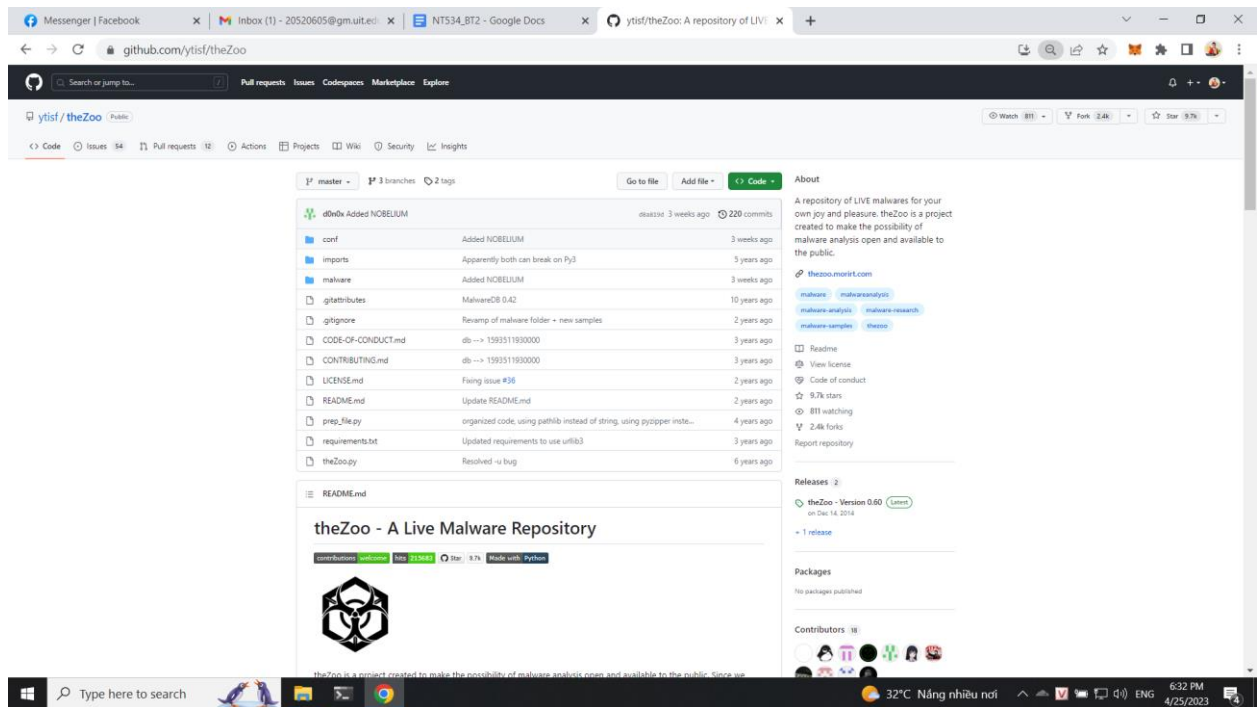 Messenger | Facebook
Inbox (1) - 20520605@gm.uit.ed
NT534_BT2 - Google Docs
ytisf/theZoo: A repository of LIVE
github.com/ytisf/theZoo
Search or jump to...
/
Pull requests Issues Codespaces Marketplace Explore
ytisf / theZoo Public
Watch 811
Fork 2.4k
Star 9.7k
<> Code
Issues 54
Pull requests 12
Actions
Projects
Wiki
Security
Insights
master
3 branches
2 tags
Go to file
Add file
<> Code
d0n0x Added NOBELIUM
3 weeks ago
220 commits
conf Added NOBELIUM 3 weeks ago
imports Apparently both can break on Py3 5 years ago
malware Added NOBELIUM 3 weeks ago
.gitattributes MalwareDB 0.42 10 years ago
.gitignore Revamp of malware folder + new samples 2 years ago
CODE-OF-CONDUCT.md db --> 1593511930000 3 years ago
CONTRIBUTING.md db --> 1593511930000 3 years ago
LICENSE.md Fixing issue #36 2 years ago
README.md Update README.md 2 years ago
prep_file.py organized code, using pathlib instead of string, using pyzipper inste... 4 years ago
requirements.txt Updated requirements to use urllib3 3 years ago
theZoo.py Resolved -u bug 6 years ago
README.md
theZoo - A Live Malware Repository
contributions welcome hits 215683 Star 9.7k Made with Python
theZoo is a project created to make the possibility of malware analysis open and available to the public. Since we
About
A repository of LIVE malwares for your
own joy and pleasure. theZoo is a project
created to make the possibility of
malware analysis open and available to
the public.
thezoo.morirt.com
malware malwareanalysis
malware-analysis malware-research
malware-samples thezoo
Readme
View license
Code of conduct
9.7k stars
811 watching
2.4k forks
Report repository
Releases 2
theZoo - Version 0.60 Latest
on Dec 14, 2014
+ 1 release
Packages
No packages published
Contributors 18
Type here to search
32°C Nắng nhiều nơi
ENG
6:32 PM
4/25/2023
4